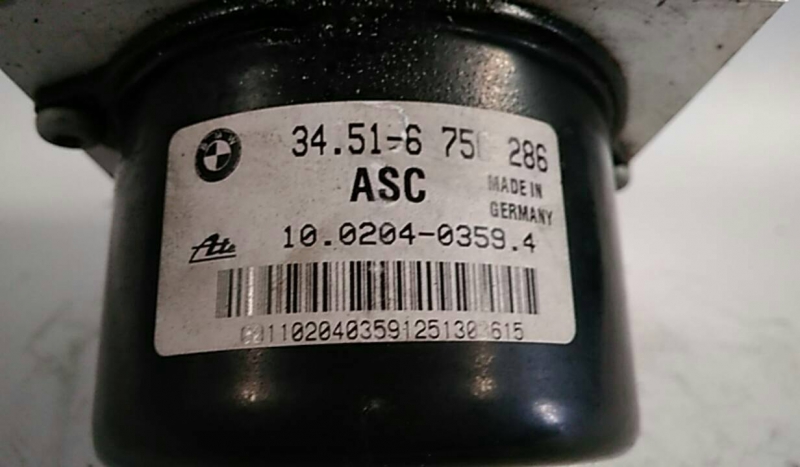 34.51-6 286
ASC
MADE IN
GERMANY
Ate 10.0204-0359.4